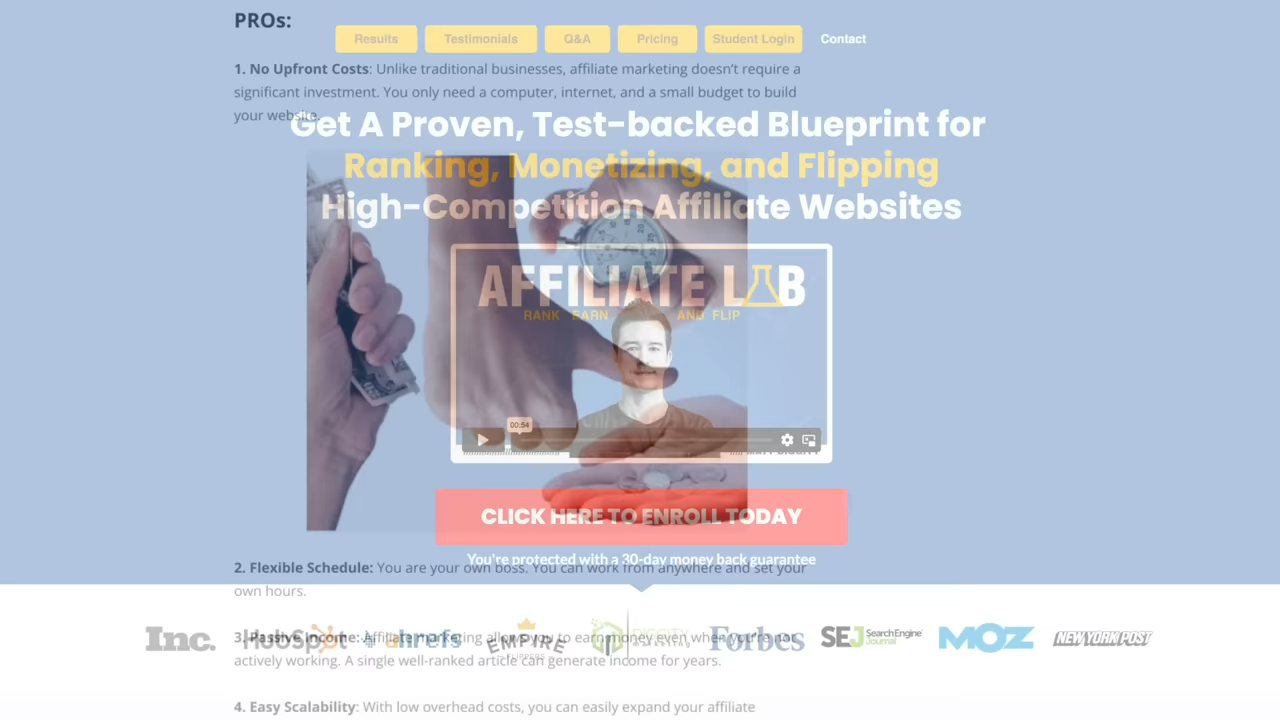 PROs:
Results
Testimonials
Q&A
Pricing
Student Login
Contact
1. No Upfront Costs: Unlike traditional businesses, affiliate marketing doesn't require a
significant investment. You only need a computer, internet, and a small budget to build
your website.
Get A Proven, Test-backed Blueprint for
Ranking, Monetizing, and Flipping
High-Competition Affiliate Websites
AFFILIATE LAB
RANK EARN AND FLIP
00:54
CLICK HERE TO ENROLL TODAY
You're protected with a 30-day money back guarantee
2. Flexible Schedule: You are your own boss. You can work from anywhere and set your
own hours.
3. Passive Income: Affiliate marketing allows you to earn money even when you're not
actively working. A single well-ranked article can generate income for years.
Inc.
HubSpot
ahrefs
EMPIRE
FLIPPERS
Forbes
SEJ Search Engine
Journal
MOZ
NEW YORK POST
4. Easy Scalability: With low overhead costs, you can easily expand your affiliate